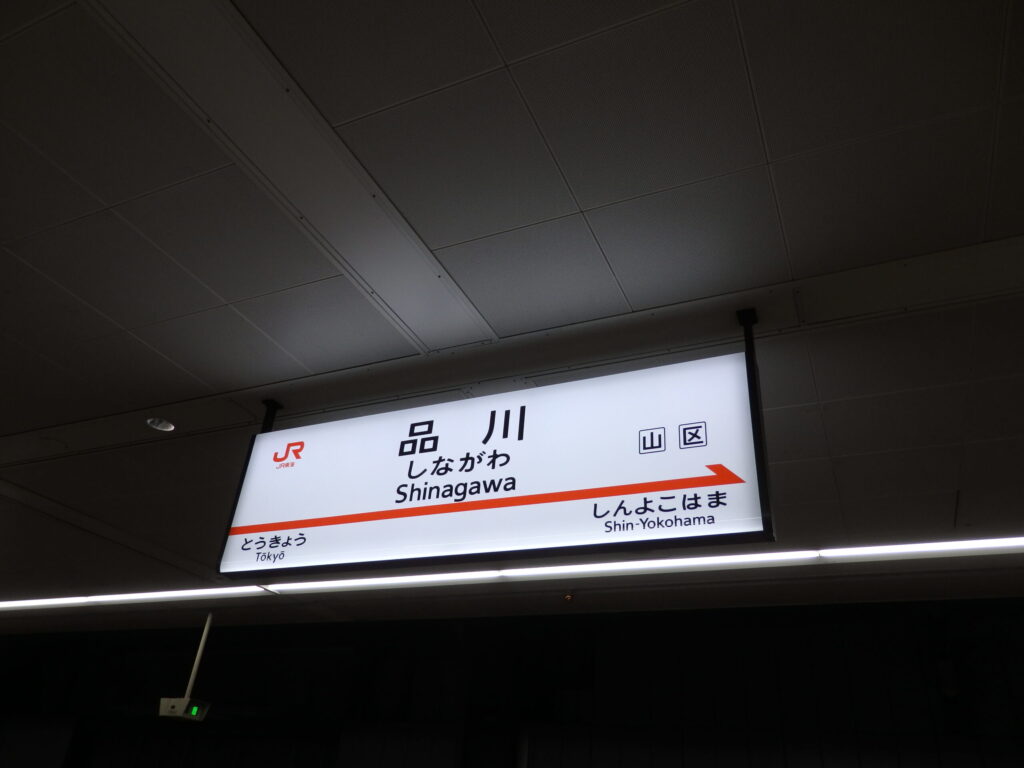 JR
JR東海
品川
しながわ
Shinagawa
山 区
とうきょう
Tōkyō
しんよこはま
Shin-Yokohama